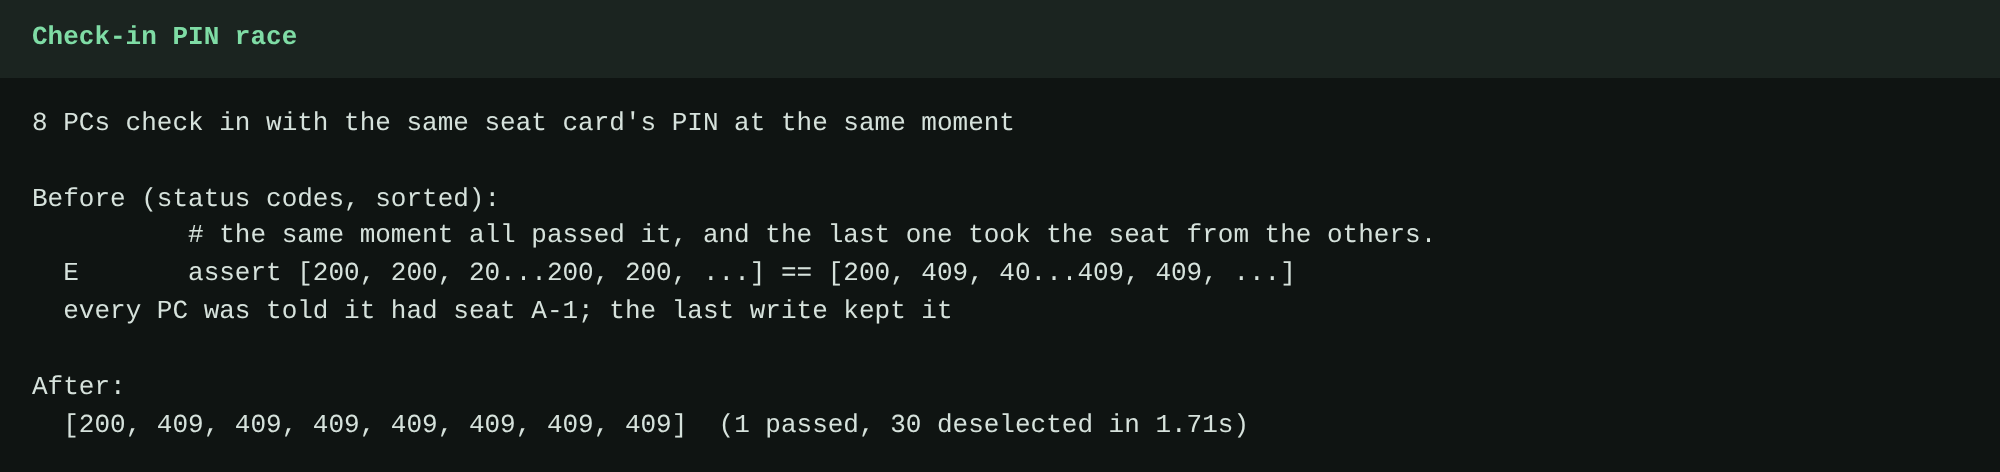 Check-in PIN race
8 PCs check in with the same seat card's PIN at the same moment
Before (status codes, sorted):
# the same moment all passed it, and the last one took the seat from the others.
E       assert [200, 200, 20...200, 200, ...] == [200, 409, 40...409, 409, ...]
every PC was told it had seat A-1; the last write kept it
After:
[200, 409, 409, 409, 409, 409, 409, 409]  (1 passed, 30 deselected in 1.71s)